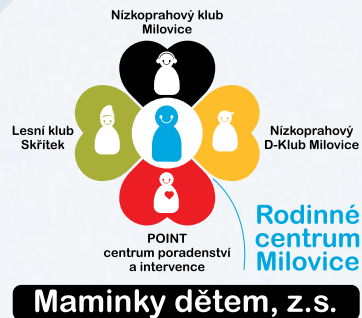 Nízkoprahový klub
Milovice
Lesní klub
Skřítek
Nízkoprahový
D-Klub Milovice
POINT
centrum poradenství
a intervence
Rodinné
centrum
Milovice
Maminky dětem, z.s.